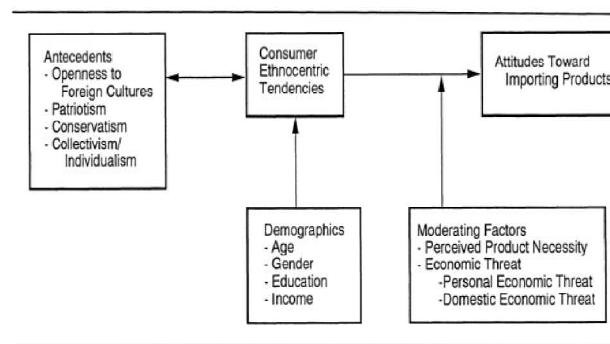 Antecedents
- Openness to
Foreign Cultures
- Patriotism
- Conservatism
- Collectivism/
Individualism
Consumer
Ethnocentric
Tendencies
Attitudes Toward
Importing Products
Demographics
- Age
- Gender
- Education
- Income
Moderating Factors
- Perceived Product Necessity
- Economic Threat
-Personal Economic Threat
-Domestic Economic Threat